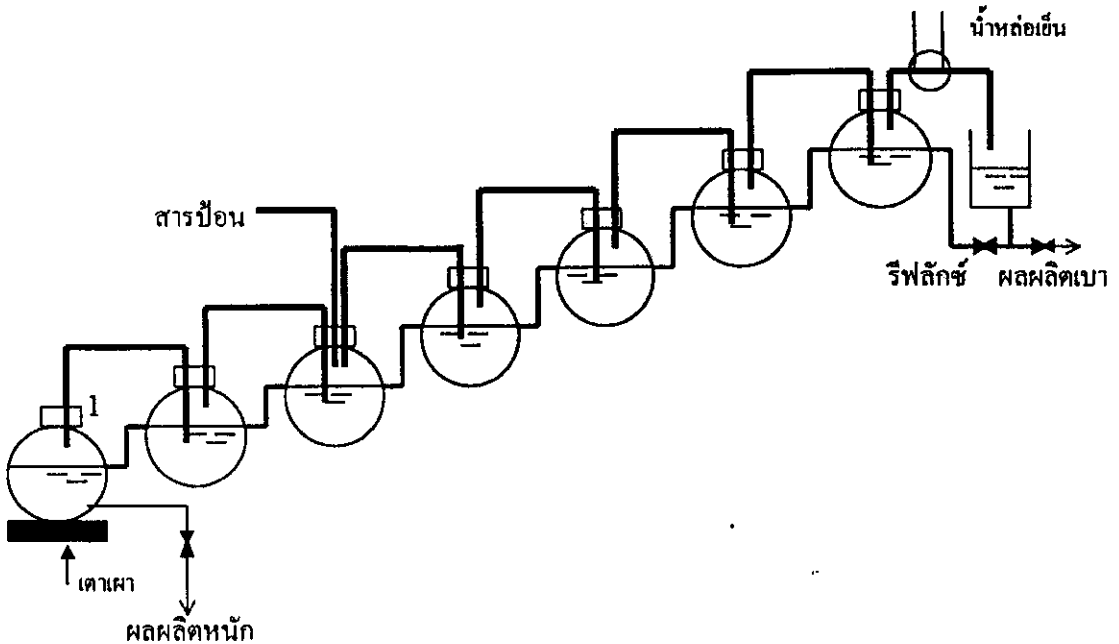 น้ำหล่อเย็น
สารป้อน
รีฟลักซ์ ผลผลิตเบา
1
เตาเผา
ผลผลิตหนัก